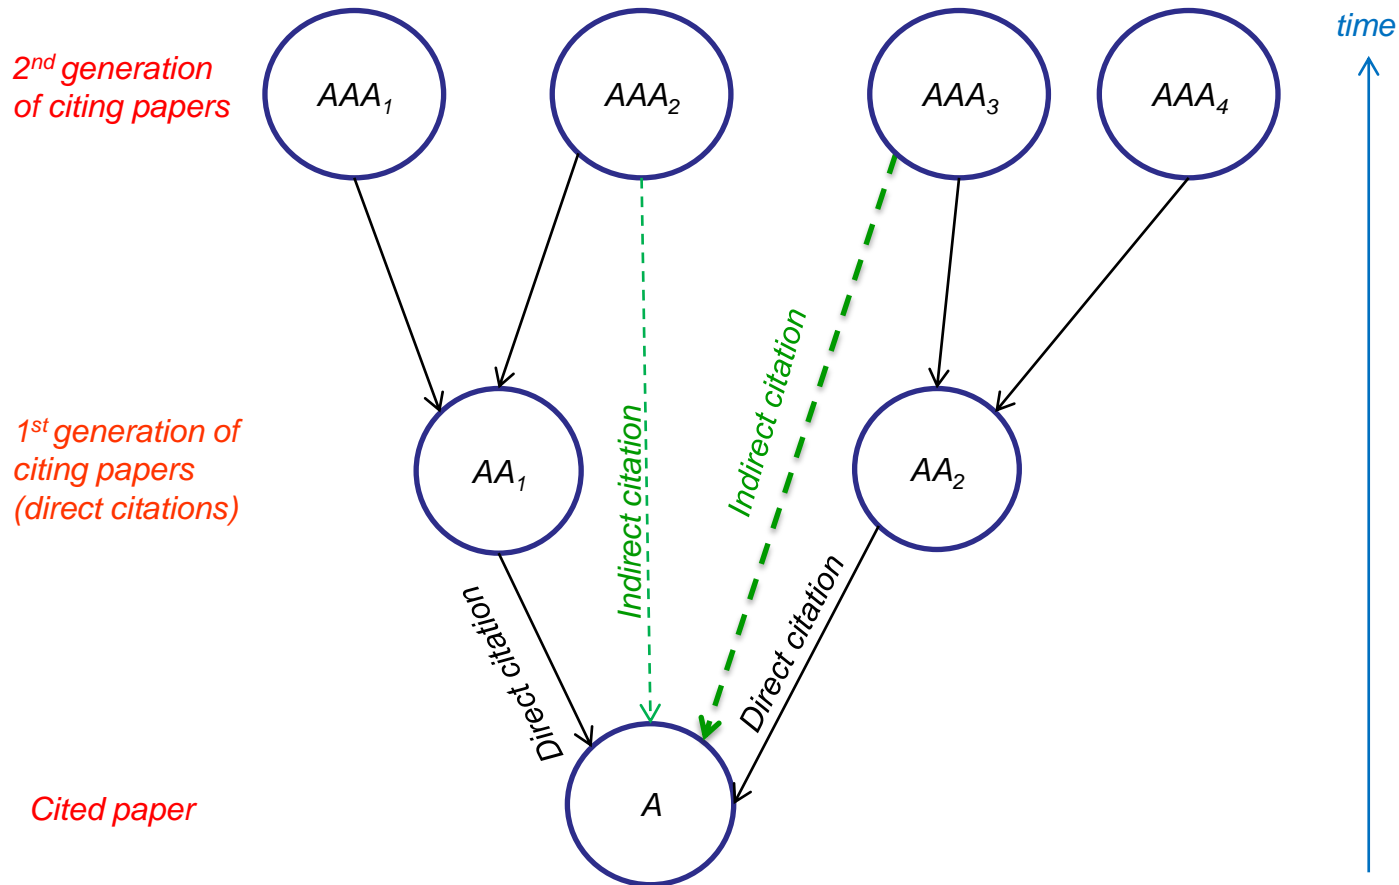 time
2nd generation
of citing papers
AAA1
AAA2
AAA3
AAA4
Indirect citation
Indirect citation
1st generation of
citing papers
(direct citations)
AA1
AA2
Direct citation
Direct citation
Cited paper
A